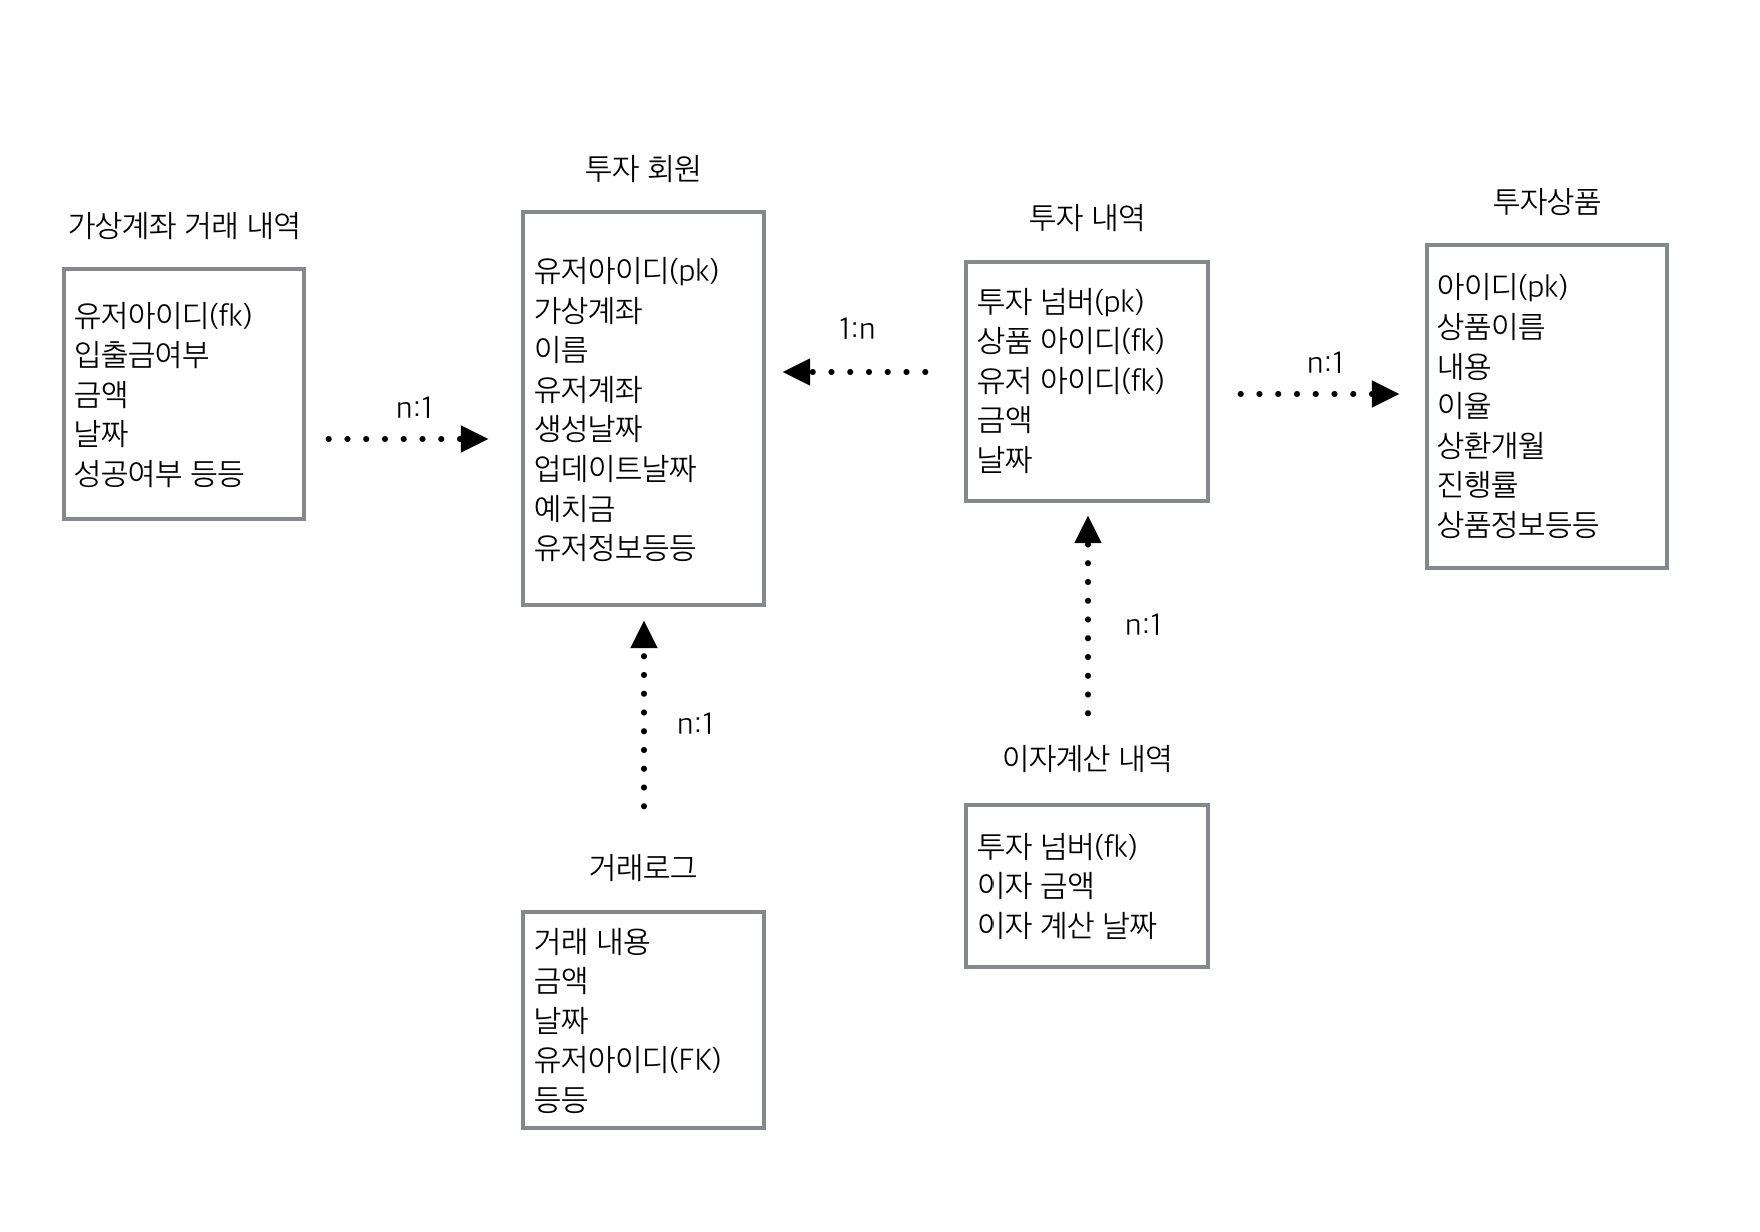 가상계좌 거래 내역
유저아이디(fk)
입출금여부
금액
날짜
성공여부 등등
n:1
투자 회원
유저아이디(pk)
가상계좌
이름
유저계좌
생성날짜
업데이트날짜
예치금
유저정보등등
1:n
투자 내역
투자 넘버(pk)
상품 아이디(fk)
유저 아이디(fk)
금액
날짜
n:1
투자상품
아이디(pk)
상품이름
내용
이율
상환개월
진행률
상품정보등등
n:1
거래로그
거래 내용
금액
날짜
유저아이디(FK)
등등
n:1
이자계산 내역
투자 넘버(fk)
이자 금액
이자 계산 날짜